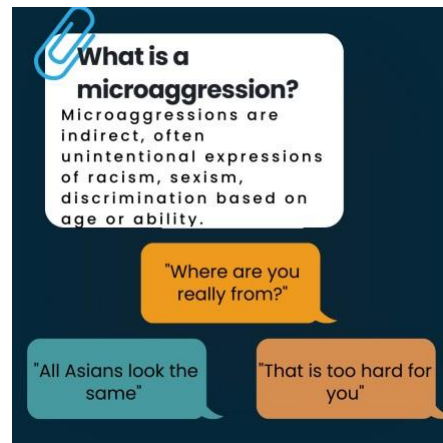 What is a
microaggression?
Microaggressions are
indirect, often
unintentional expressions
of racism, sexism,
discrimination based on
age or ability.
"Where are you
really from?"
"All Asians look the
same"
"That is too hard for
you"